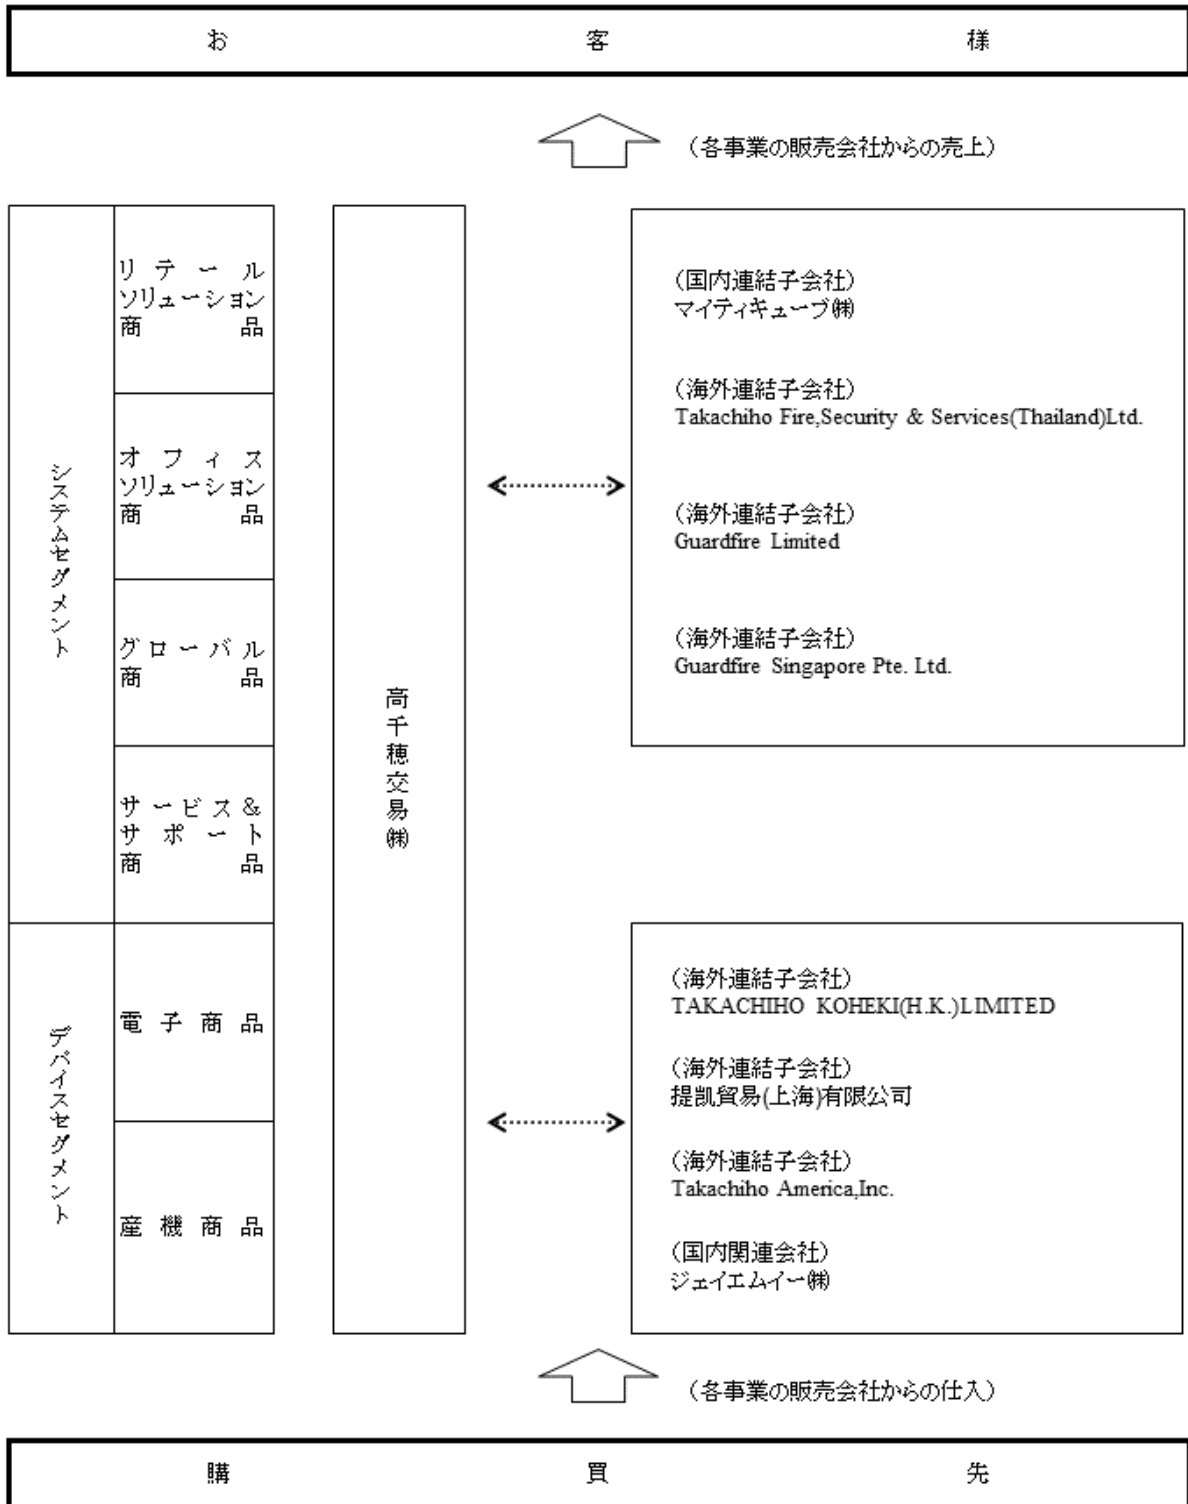 お客様
(各事業の販売会社からの売上)
システムセグメント
リテール
ソリューション
商品
オフィス
ソリューション
商品
グローバル
商品
サービス&
サポート
商品
デバイスセグメント
電子商品
産機商品
高千穂交易㈱
(国内連結子会社)
マイティキューブ㈱
(海外連結子会社)
Takachiho Fire,Security & Services(Thailand)Ltd.
(海外連結子会社)
Guardfire Limited
(海外連結子会社)
Guardfire Singapore Pte. Ltd.
(海外連結子会社)
TAKACHIHO KOHEKI(H.K.)LIMITED
(海外連結子会社)
提凱貿易(上海)有限公司
(海外連結子会社)
Takachiho America,Inc.
(国内関連会社)
ジェイエムイー㈱
(各事業の販売会社からの仕入)
購買先